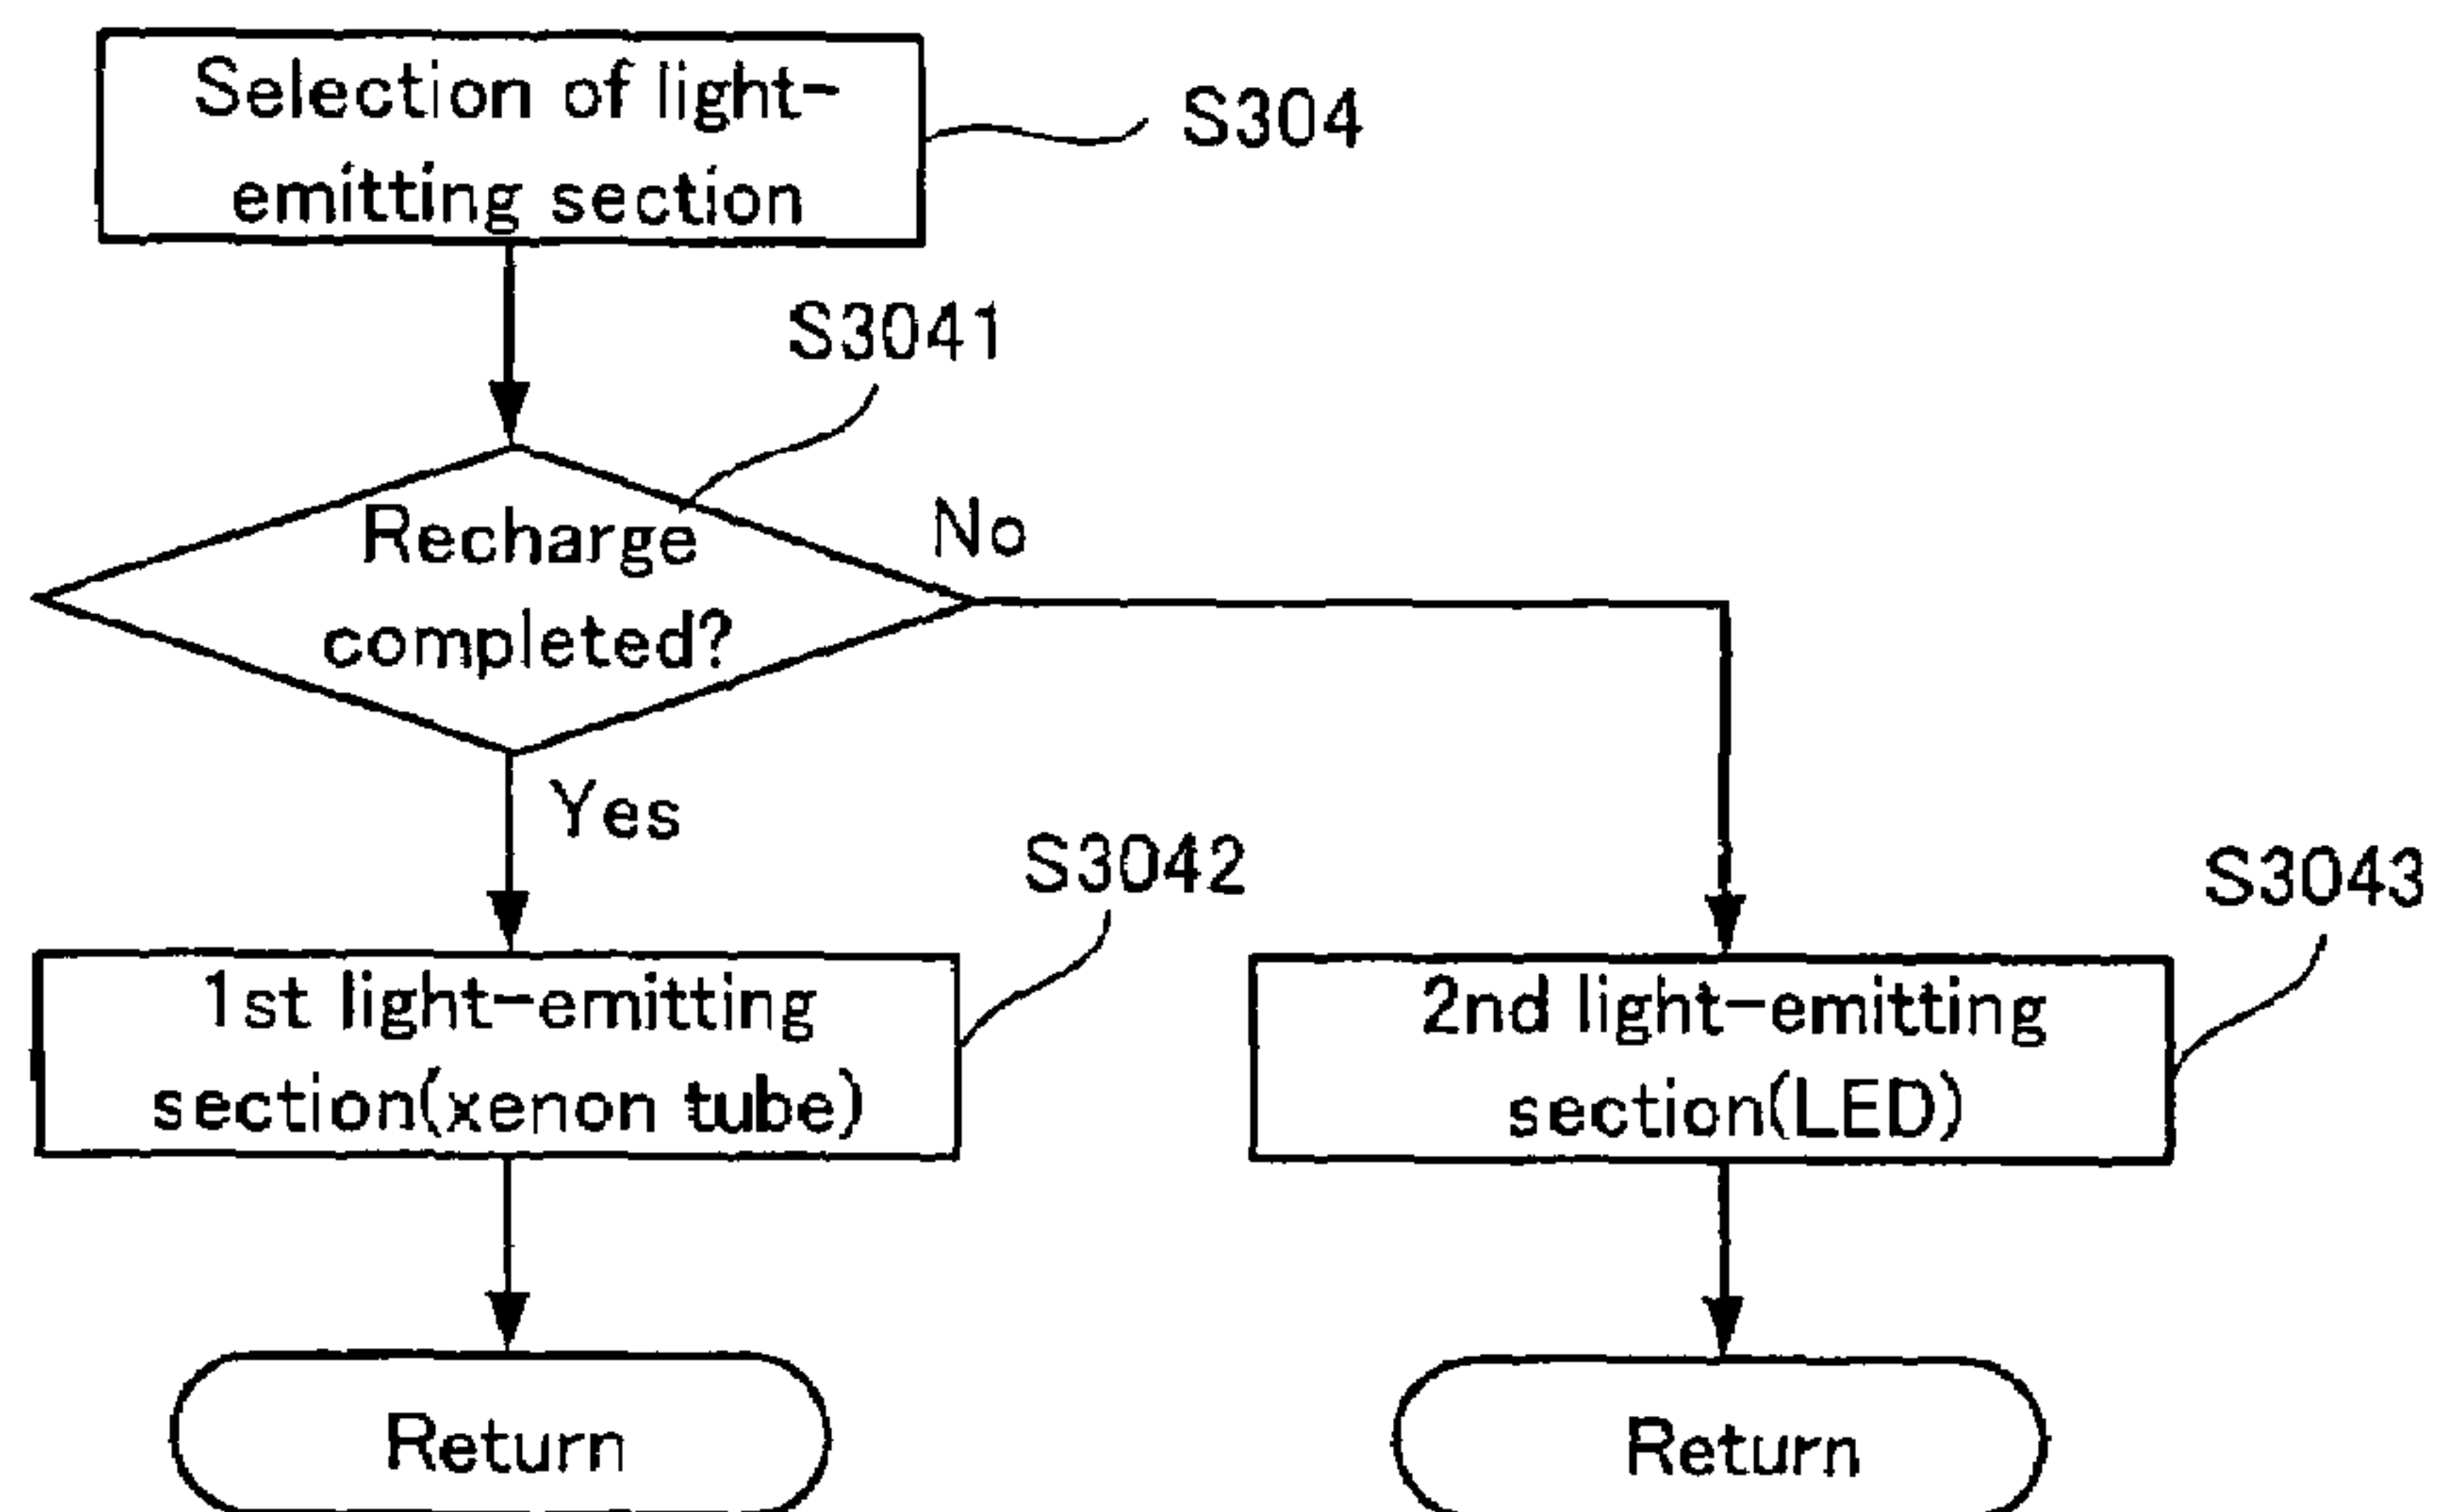 Selection of light-
emitting section
S304
S3041
Recharge
completed?
No
Yes
S3042
S3043
1st light-emitting
section(xenon tube)
2nd light-emitting
section(LED)
Return
Return